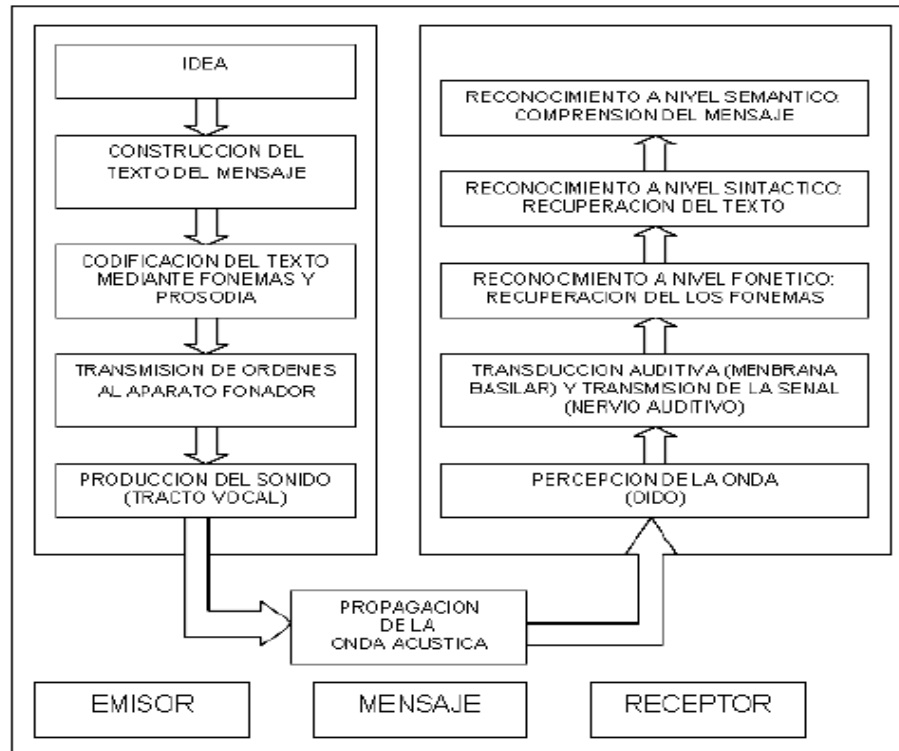 IDEA
CONSTRUCCION DEL
TEXTO DEL MENSAJE
CODIFICACION DEL TEXTO
MEDIANTE FONEMAS Y
PROSODIA
TRANSMISION DE ORDENES
AL APARATO FONADOR
PRODUCCION DEL SONIDO
(TRACTO VOCAL)
PROPAGACION
DE LA
ONDA ACUSTICA
RECONOCIMIENTO A NIVEL SEMANTICO:
COMPRENSION DEL MENSAJE
RECONOCIMIENTO A NIVEL SINTACTICO:
RECUPERACION DEL TEXTO
RECONOCIMIENTO A NIVEL FONETICO:
RECUPERACION DEL LOS FONEMAS
TRANSDUCCION AUDITIVA (MENBRANA
BASILAR) Y TRANSMISION DE LA SEÑAL
(NERVIO AUDITIVO)
PERCEPCION DE LA ONDA
(OIDO)
EMISOR
MENSAJE
RECEPTOR